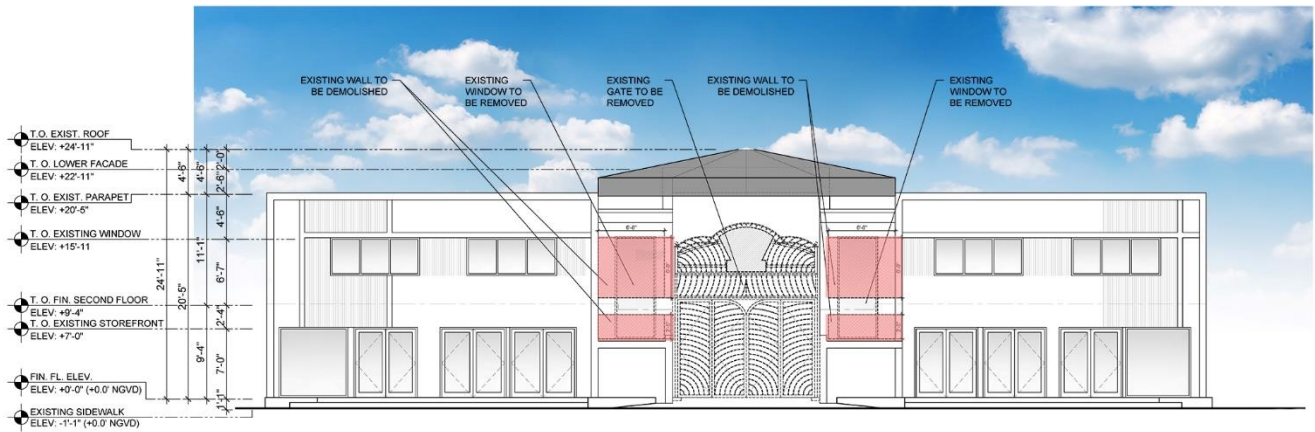 EXISTING WALL TO
BE DEMOLISHED
EXISTING
WINDOW TO
BE REMOVED
EXISTING
GATE TO BE
REMOVED
EXISTING WALL TO
BE DEMOLISHED
EXISTING
WINDOW TO
BE REMOVED
T.O. EXIST. ROOF
ELEV: +24'-11"
T. O. LOWER FACADE
ELEV: +22'-11"
T. O. EXIST. PARAPET
ELEV: +20'-5"
T. O. EXISTING WINDOW
ELEV: +15'-11
T. O. FIN. SECOND FLOOR
ELEV: +9'-4"
T. O. EXISTING STOREFRONT
ELEV: +7'-0"
FIN. FL. ELEV.
ELEV: +0'-0" (+0.0' NGVD)
EXISTING SIDEWALK
ELEV: -1'-1" (+0.0' NGVD)
24'-11"
4'-6"
20'-5"
4'-6"
11'-1"
9'-4"
2'-0"
2'-6"
4'-6"
6'-7"
2'-4"
7'-0"
1'-1"
6'-8"
6'-8"